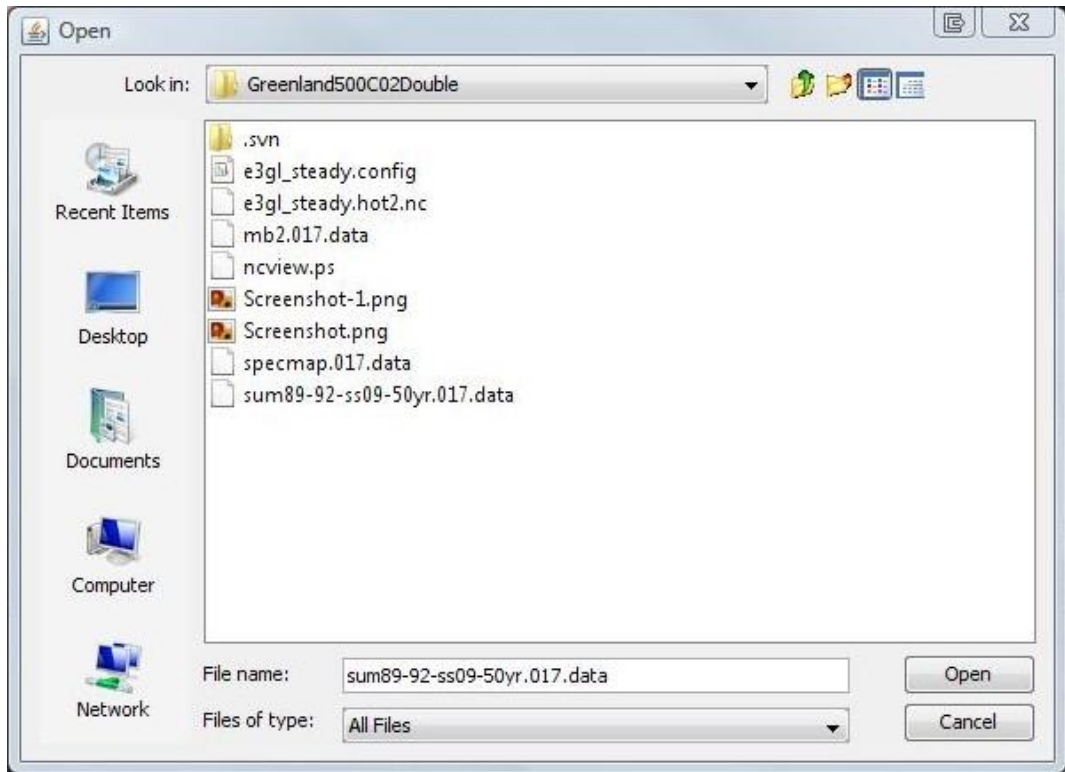 Open
Look in:
Greenland500C02Double
.svn
e3gl_steady.config
e3gl_steady.hot2.nc
mb2.017.data
ncview.ps
Screenshot-1.png
Screenshot.png
specmap.017.data
sum89-92-ss09-50yr.017.data
Recent Items
Desktop
Documents
Computer
Network
File name:
sum89-92-ss09-50yr.017.data
Open
Files of type:
All Files
Cancel